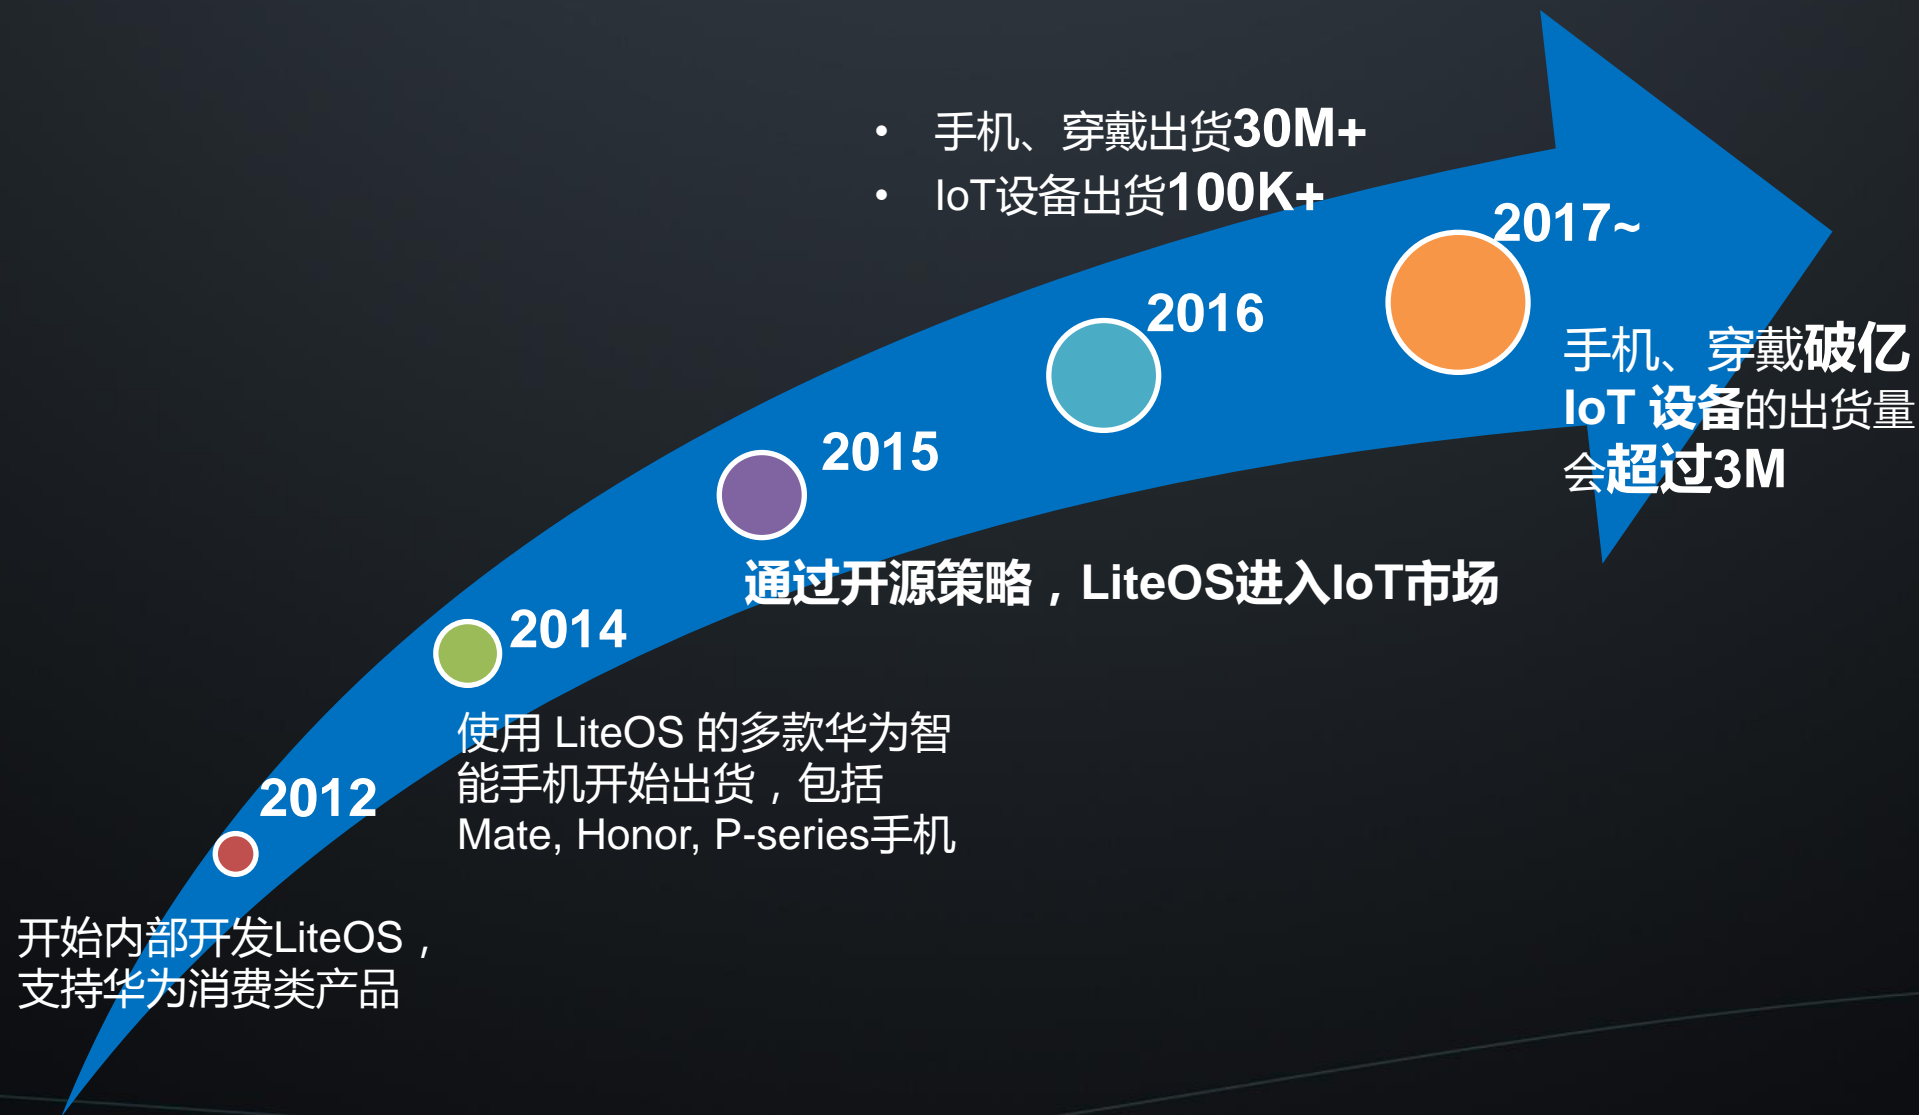 • 手机、穿戴出货30M+
• IoT设备出货100K+
2017~
2016
手机、穿戴破亿
IoT 设备的出货量
会超过3M
2015
通过开源策略，LiteOS进入IoT市场
2014
使用 LiteOS 的多款华为智
能手机开始出货，包括
Mate, Honor, P-series手机
2012
开始内部开发LiteOS，
支持华为消费类产品